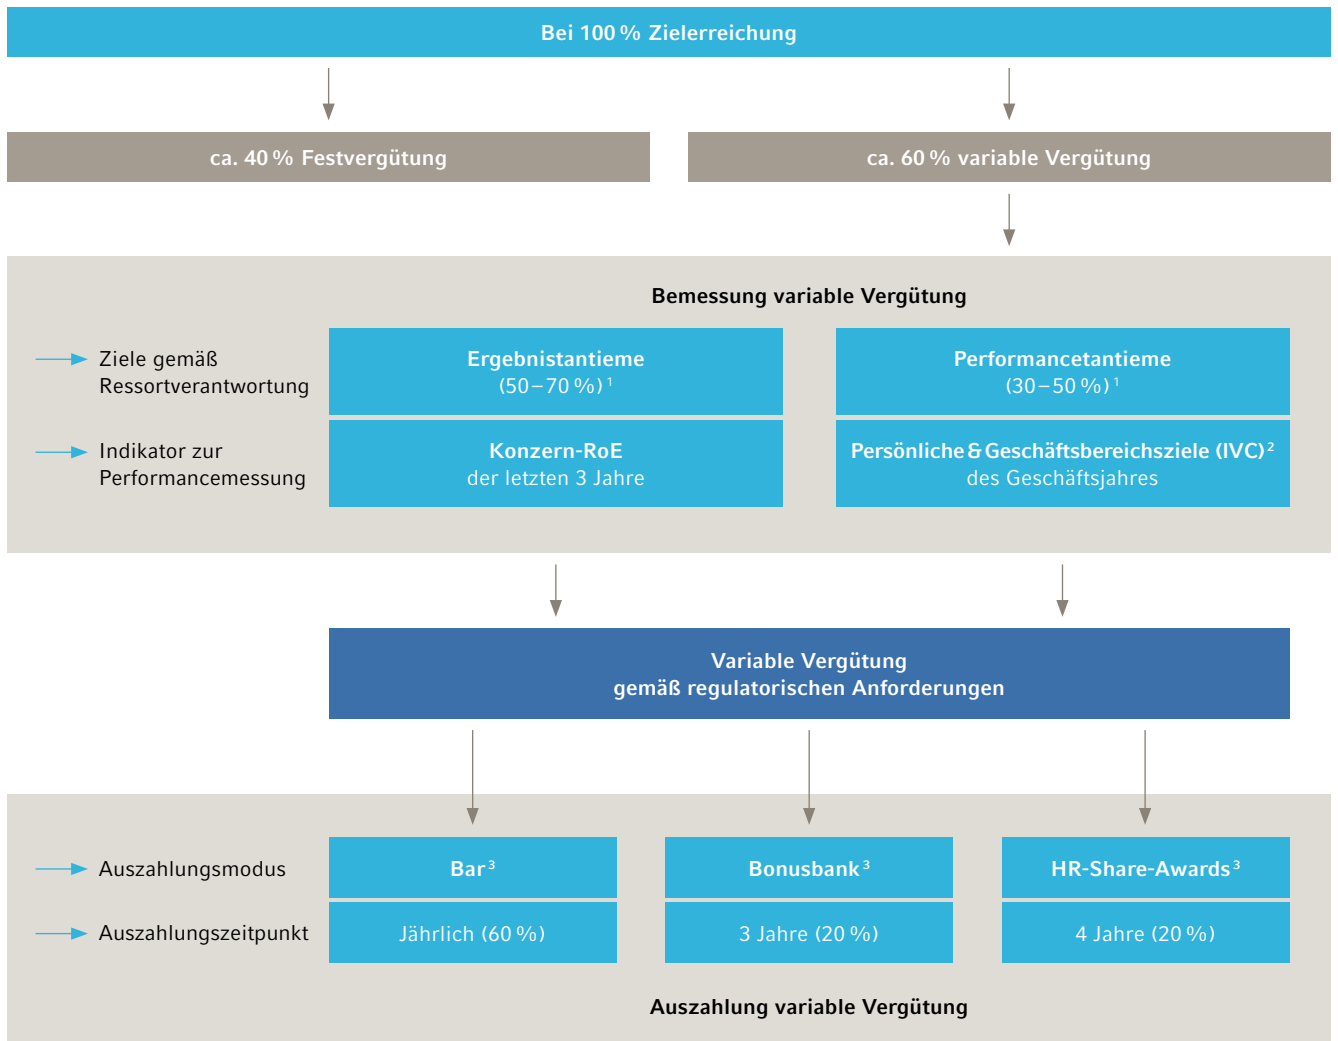 Bei 100 % Zielerreichung
ca. 40 % Festvergütung
ca. 60 % variable Vergütung
Bemessung variable Vergütung
Ziele gemäß
Ressortverantwortung
Ergebnistantieme
(50–70 %) ¹
Performancetantieme
(30–50 %) ¹
Indikator zur
Performancemessung
Konzern-RoE
der letzten 3 Jahre
Persönliche & Geschäftsbereichsziele (IVC) ²
des Geschäftsjahres
Variable Vergütung
gemäß regulatorischen Anforderungen
Auszahlungsmodus
Bar ³
Bonusbank ³
HR-Share-Awards ³
Auszahlungszeitpunkt
Jährlich (60 %)
3 Jahre (20 %)
4 Jahre (20 %)
Auszahlung variable Vergütung